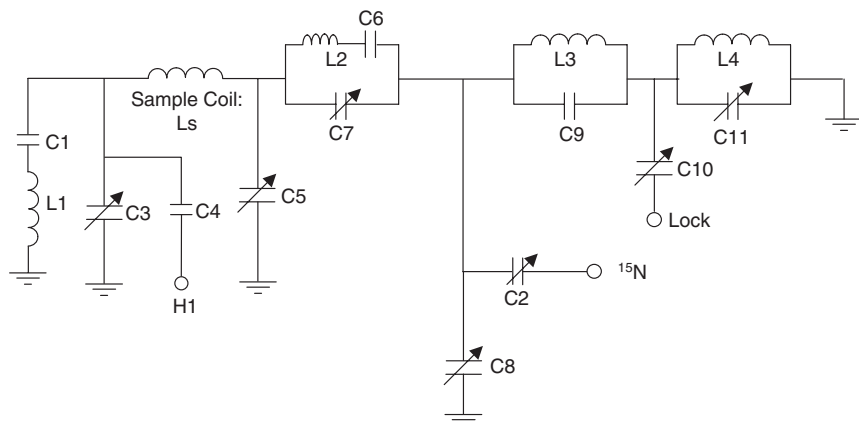 C6
L2
C7
L3
C9
L4
C11
Sample Coil:
Ls
C1
L1
C3
C4
C5
C10
Lock
H1
C2
¹⁵N
C8